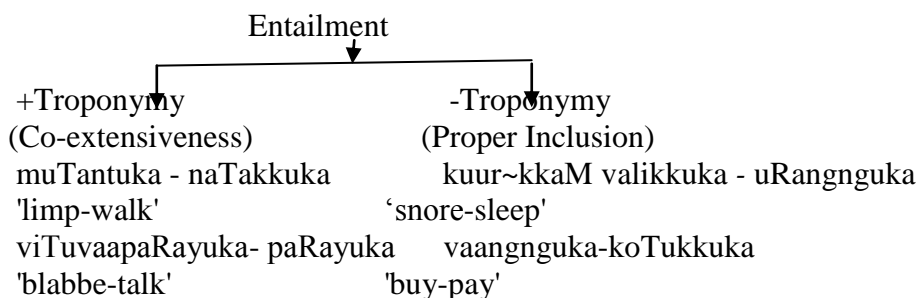 Entailment
+Troponymy -Troponymy
(Co-extensiveness) (Proper Inclusion)
muTantuka - naTakkuka kuur~kkaM valikkuka - uRangnguka
'limp-walk' ‘snore-sleep'
viTuvaapaRayuka- paRayuka vaangnguka-koTukkuka
'blabbe-talk' 'buy-pay'